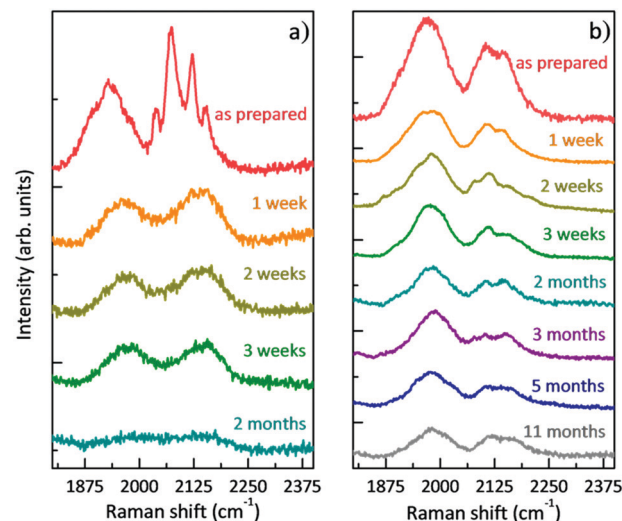 a)
as prepared
1 week
2 weeks
3 weeks
2 months
1875 2000 2125 2250 2375
Raman shift (cm⁻¹)
Intensity (arb. units)
b)
as prepared
1 week
2 weeks
3 weeks
2 months
3 months
5 months
11 months
1875 2000 2125 2250 2375
Raman shift (cm⁻¹)